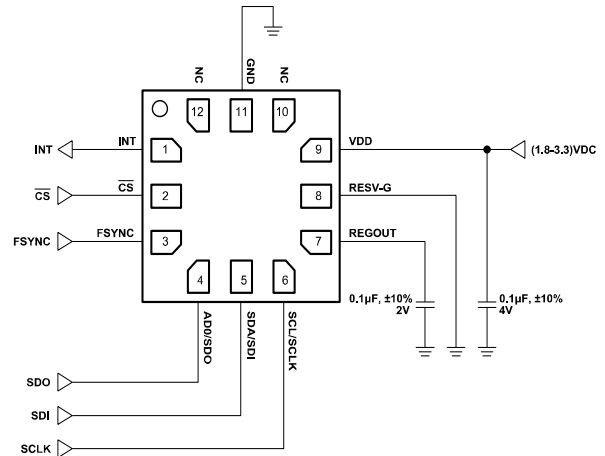 NC
GND
NC
12
11
10
INT
INT
1
9
VDD
(1.8-3.3)VDC
CS
CS
2
8
RESV-G
FSYNC
FSYNC
3
7
REGOUT
4
5
6
0.1µF, ±10%
2V
0.1µF, ±10%
4V
AD0/SDO
SDA/SDI
SCL/SCLK
SDO
SDI
SCLK